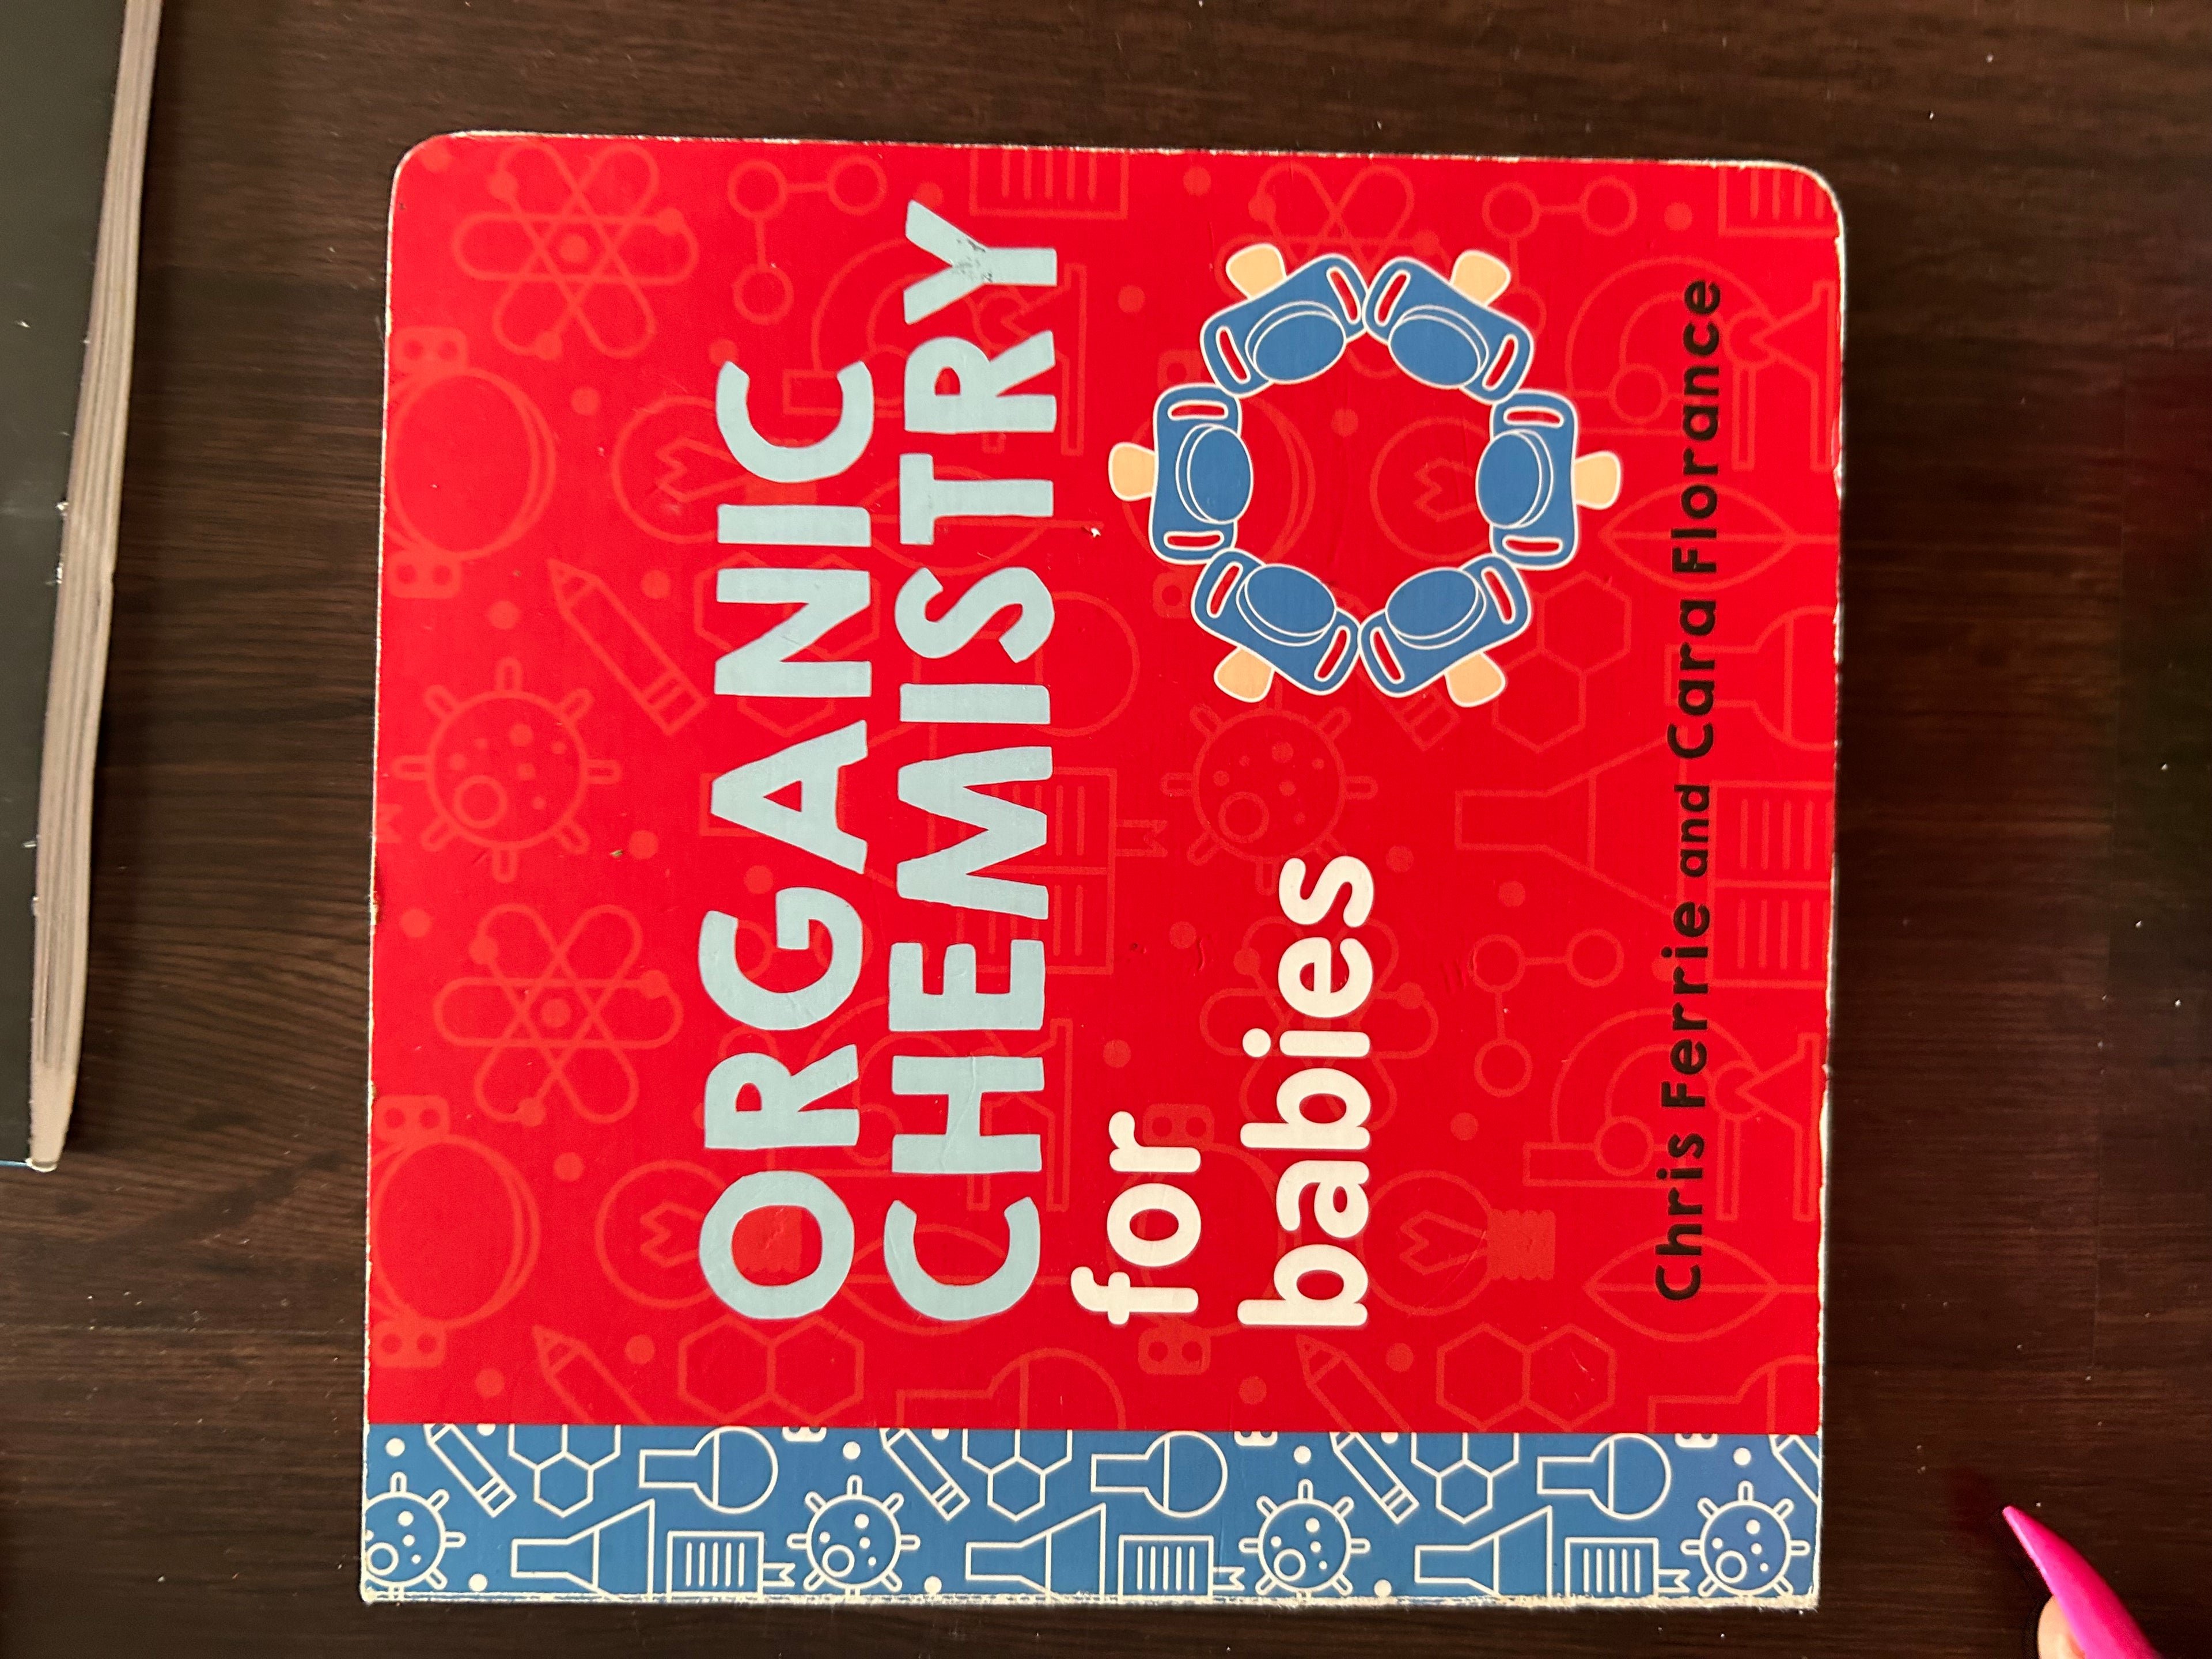 ORGANIC
CHEMISTRY
for
babies
Chris Ferrie and Cara Florance